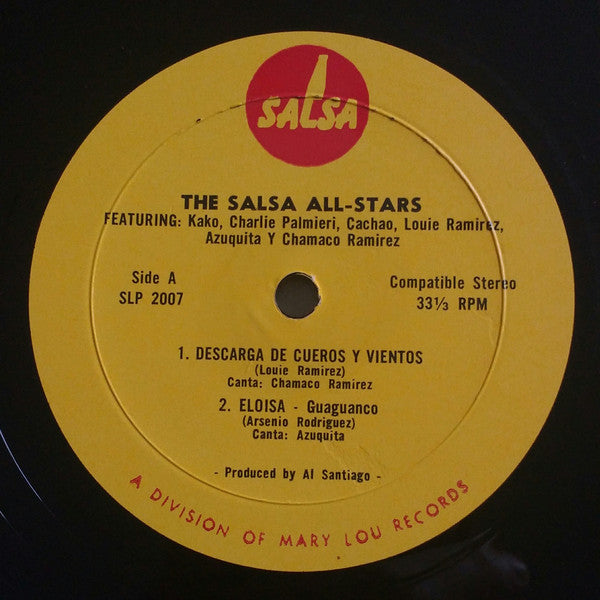 SALSA
THE SALSA ALL-STARS
FEATURING: Kako, Charlie Palmieri, Cachao, Louie Ramirez,
Azuquita Y Chamaco Ramirez
Side A
SLP 2007
Compatible Stereo
33⅓ RPM
1. DESCARGA DE CUEROS Y VIENTOS
(Louie Ramirez)
Canta: Chamaco Ramirez
2. ELOISA - Guaguanco
(Arsenio Rodriguez)
Canta: Azuquita
- Produced by Al Santiago -
A DIVISION OF MARY LOU RECORDS